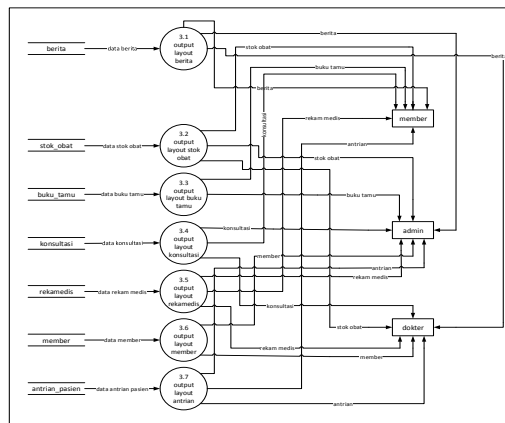 3.1
output
layout
berita
berita
data berita
berita
berita
berita
stok obat
buku tamu
konsultasi
rekam medis
member
antrian
stok_obat
data stok obat
3.2
output
layout stok
obat
stok obat
buku_tamu
data buku tamu
3.3
output
layout buku
tamu
buku tamu
konsultasi
data konsultasi
3.4
output
layout
konsultasi
konsultasi
admin
member
antrian
rekam medis
rekamedis
data rekam medis
3.5
output
layout
rekamedis
konsultasi
stok obat
dokter
member
data member
3.6
output
layout
member
rekam medis
member
antrian_pasien
data antrian pasien
3.7
output
layout
antrian
antrian